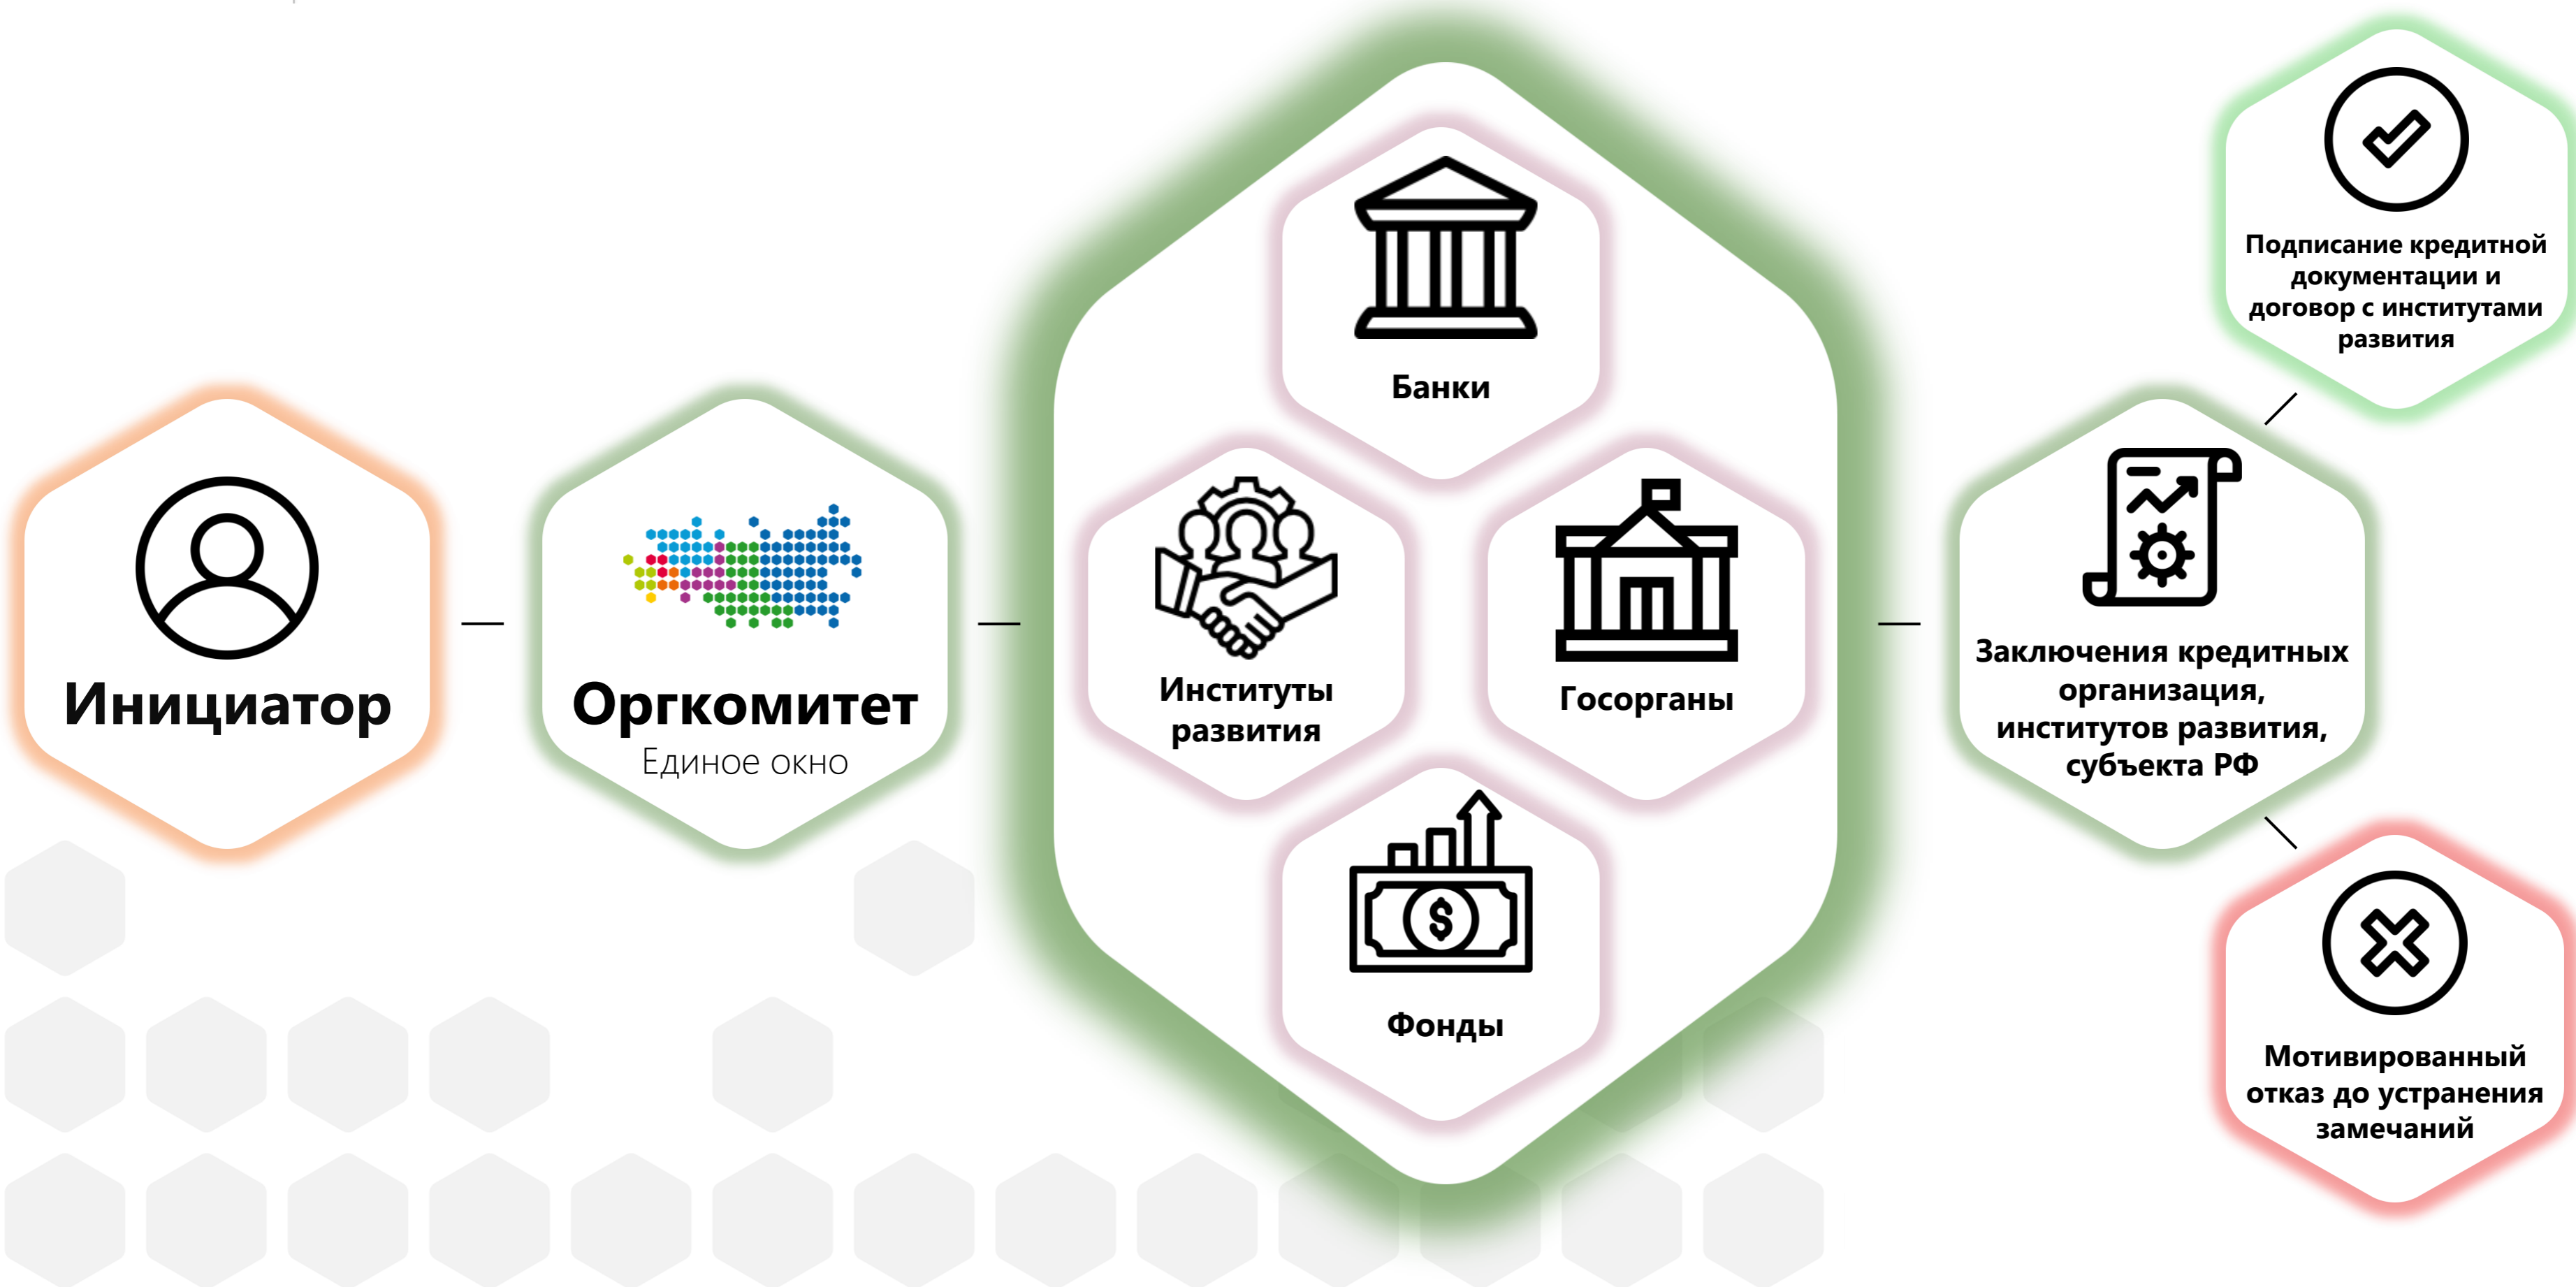 Инициатор
Оргкомитет
Единое окно
Банки
Институты
развития
Госорганы
Фонды
Заключения кредитных
организация,
институтов развития,
субъекта РФ
Подписание кредитной
документации и
договор с институтами
развития
Мотивированный
отказ до устранения
замечаний